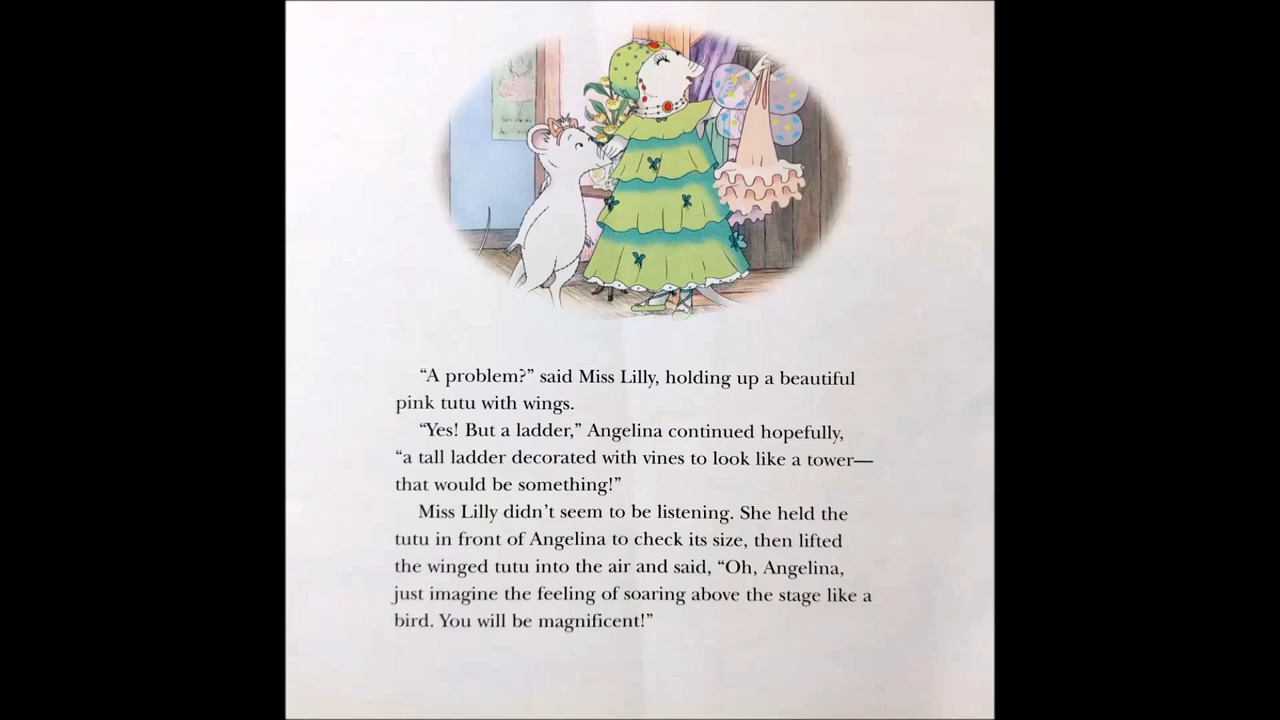 “A problem?” said Miss Lilly, holding up a beautiful
pink tutu with wings.
“Yes! But a ladder,” Angelina continued hopefully,
“a tall ladder decorated with vines to look like a tower—
that would be something!”
Miss Lilly didn’t seem to be listening. She held the
tutu in front of Angelina to check its size, then lifted
the winged tutu into the air and said, “Oh, Angelina,
just imagine the feeling of soaring above the stage like a
bird. You will be magnificent!”